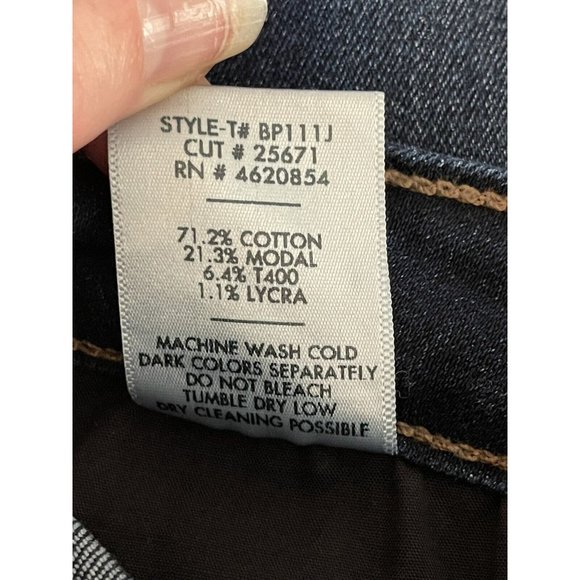 STYLE-T# BP111J
CUT # 25671
RN # 4620854
71.2% COTTON
21.3% MODAL
6.4% T400
1.1% LYCRA
MACHINE WASH COLD
DARK COLORS SEPARATELY
DO NOT BLEACH
TUMBLE DRY LOW
DRY CLEANING POSSIBLE